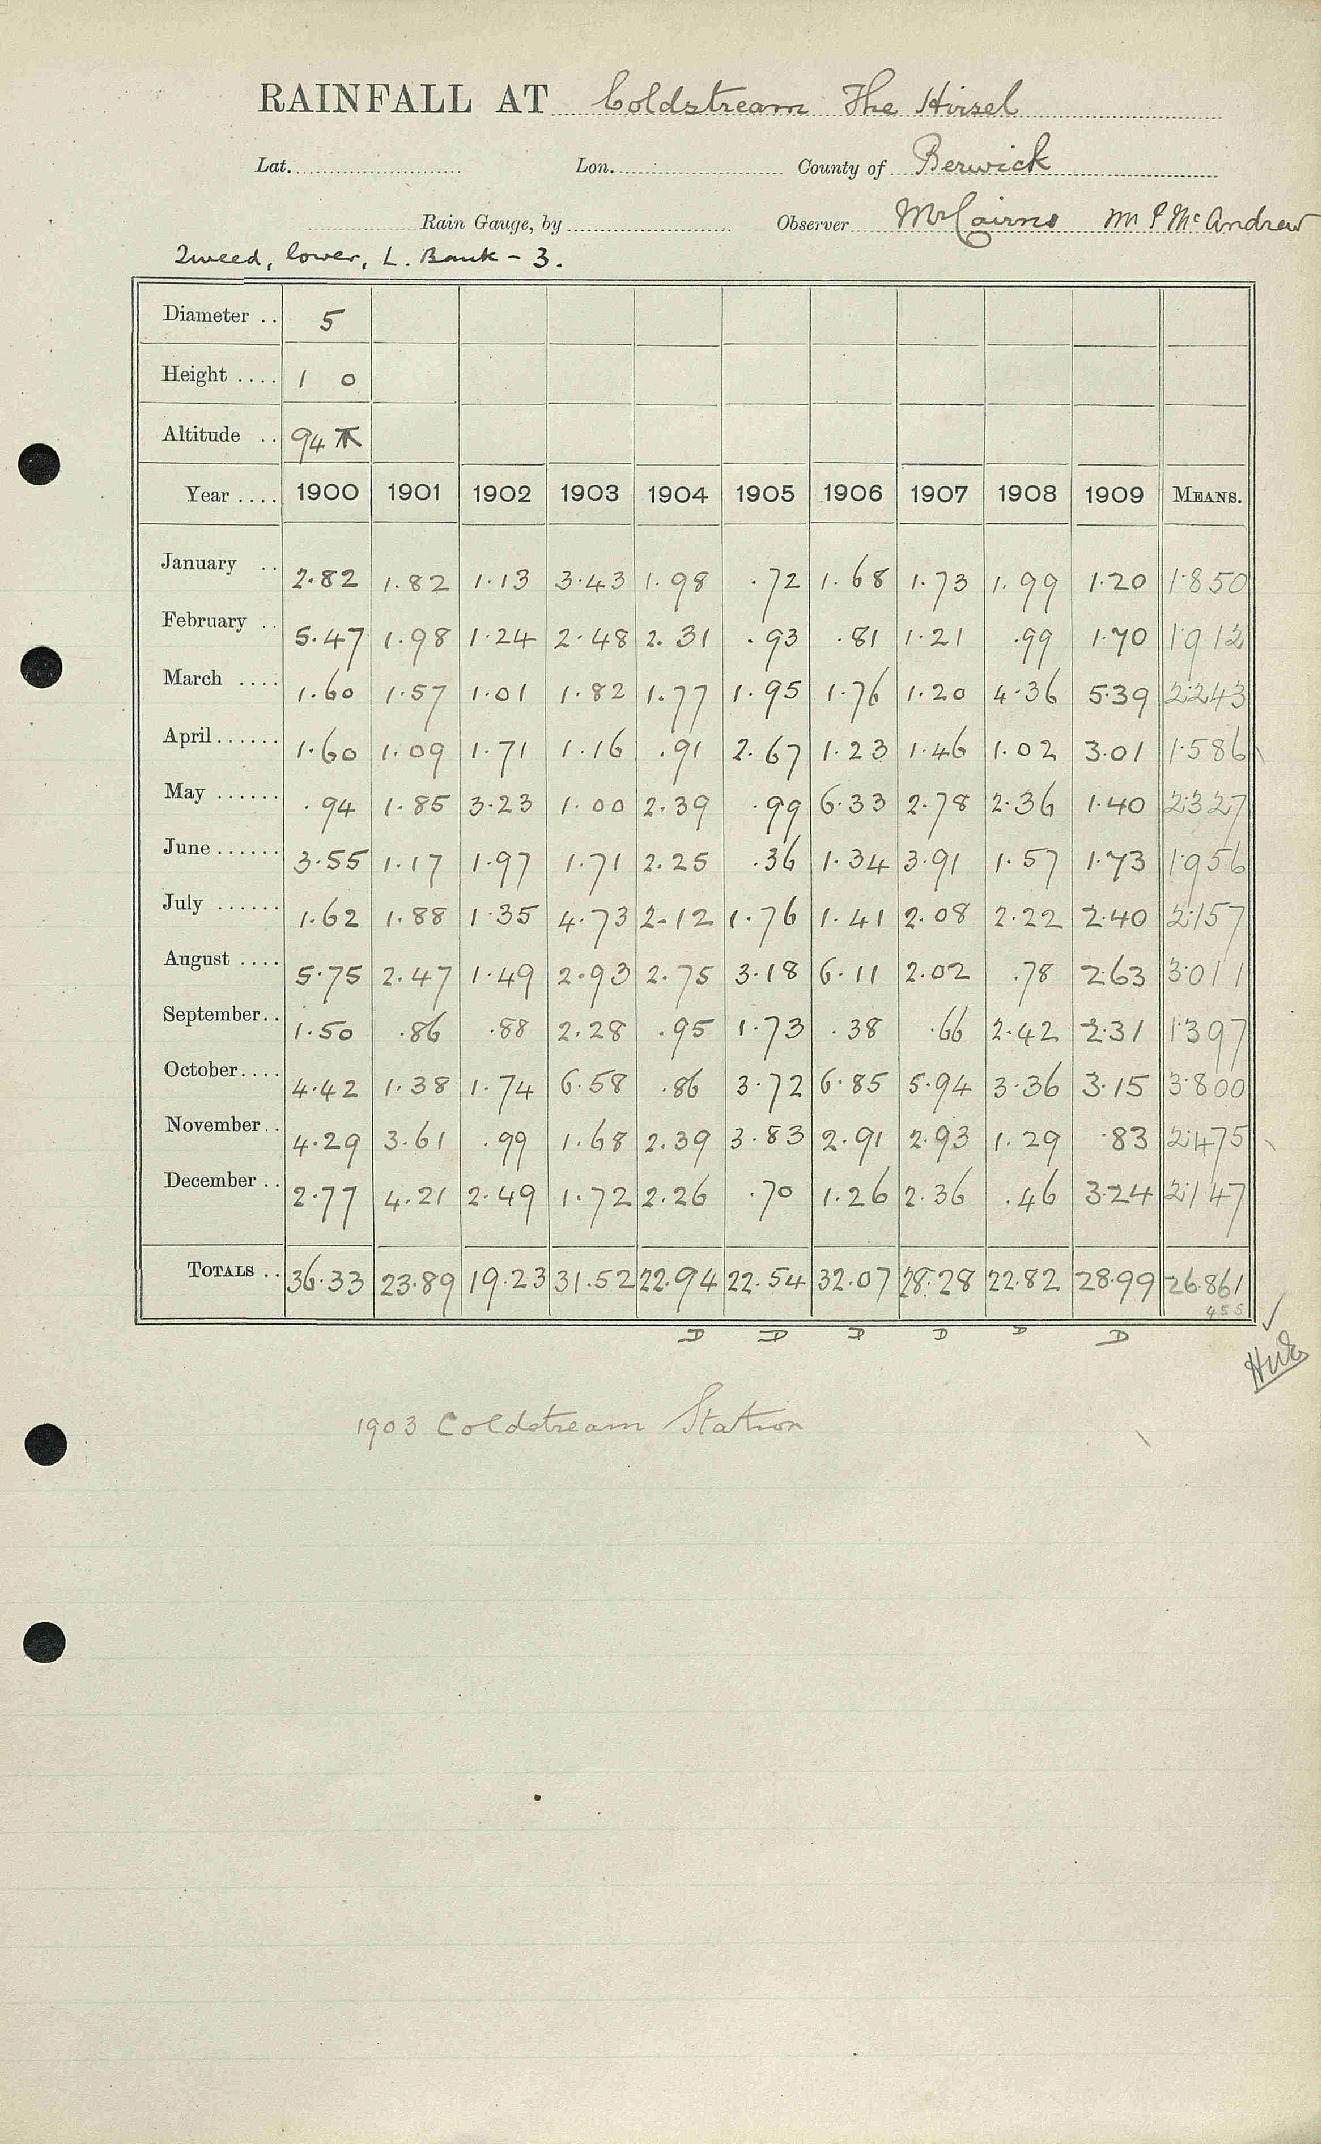 RAINFALL AT Coldstream The Hirsel
Lat. Lon. County of Berwick
Rain Gauge, by Observer Mr Cairns Mr P McAndrew
Tweed, lower, L. Bank - 3.
Diameter .. 5
Height .... 1 0
Altitude .. 94
Year .... 1900 1901 1902 1903 1904 1905 1906 1907 1908 1909 MEANS.
January .. 2.82 1.82 1.13 3.43 1.98 .72 1.68 1.73 1.99 1.20 1.850
February .. 5.47 1.98 1.24 2.48 2.31 .93 .81 1.21 .99 1.70 1.912
March .... 1.60 1.57 1.01 1.82 1.77 1.95 1.76 1.20 4.36 5.39 2.243
April...... 1.60 1.09 1.71 1.16 .91 2.67 1.23 1.46 1.02 3.01 1.586
May ...... .94 1.85 3.23 1.00 2.39 .99 6.33 2.78 2.36 1.40 2.327
June ...... 3.55 1.17 1.97 1.71 2.25 .36 1.34 3.91 1.57 1.73 1.956
July ...... 1.62 1.88 1.35 4.73 2.12 1.76 1.41 2.08 2.22 2.40 2.157
August .... 5.75 2.47 1.49 2.93 2.75 3.18 6.11 2.02 .78 2.63 3.011
September.. 1.50 .86 .88 2.28 .95 1.73 .38 .66 2.42 2.31 1.397
October.... 4.42 1.38 1.74 6.58 .86 3.72 6.85 5.94 3.36 3.15 3.800
November.. 4.29 3.61 .99 1.68 2.39 3.83 2.91 2.93 1.29 .83 2.475
December .. 2.77 4.21 2.49 1.72 2.26 .70 1.26 2.36 .46 3.24 2.147
TOTALS .. 36.33 23.89 19.23 31.52 22.94 22.54 32.07 28.28 22.82 28.99 26.861
D D D D D D
1903 Coldstream Station